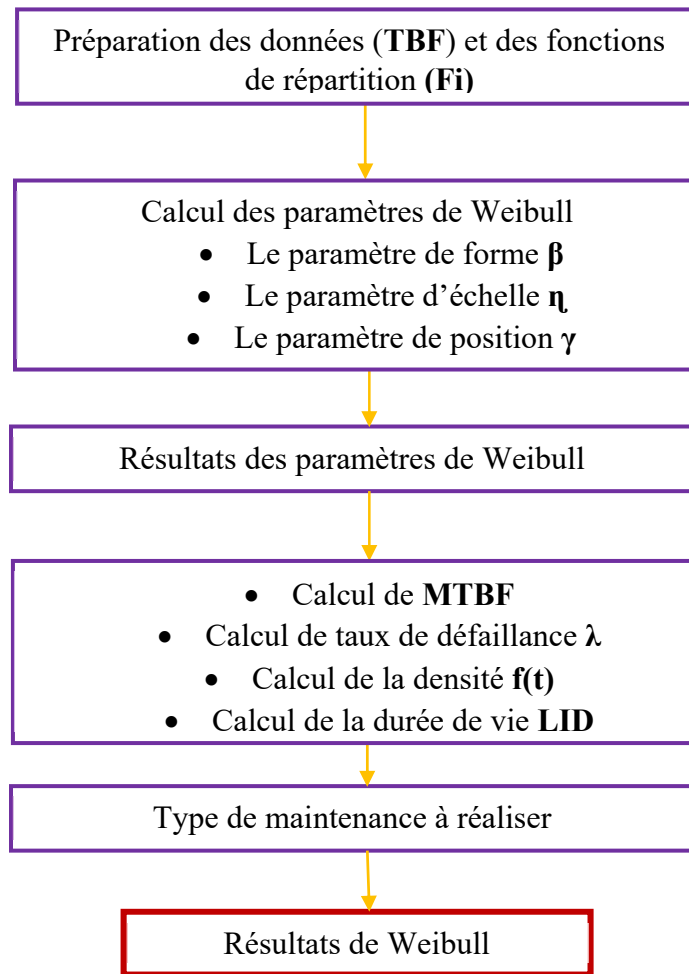 Préparation des données (TBF) et des fonctions
de répartition (Fi)
Calcul des paramètres de Weibull
• Le paramètre de forme β
• Le paramètre d’échelle η
• Le paramètre de position γ
Résultats des paramètres de Weibull
• Calcul de MTBF
• Calcul de taux de défaillance λ
• Calcul de la densité f(t)
• Calcul de la durée de vie LID
Type de maintenance à réaliser
Résultats de Weibull